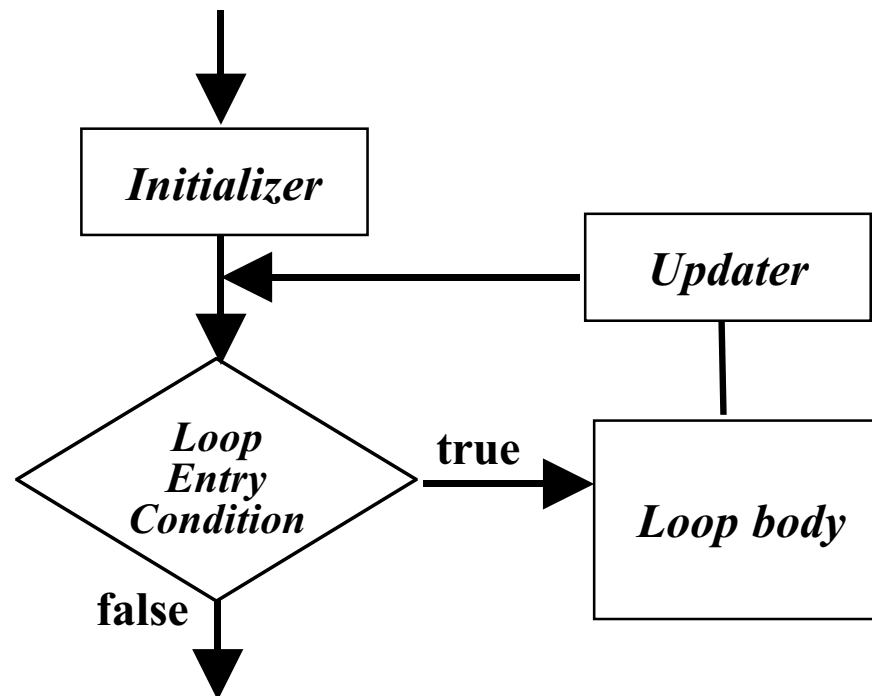 Initializer
Updater
Loop
Entry
Condition
true
Loop body
false